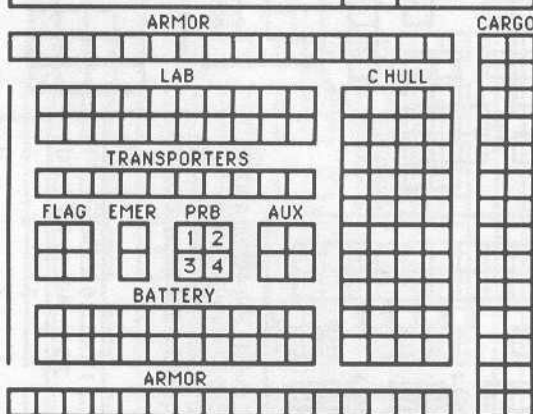 ARMOR CARGO
LAB C HULL
TRANSPORTERS
FLAG EMER PRB AUX
1 2
3 4
BATTERY
ARMOR